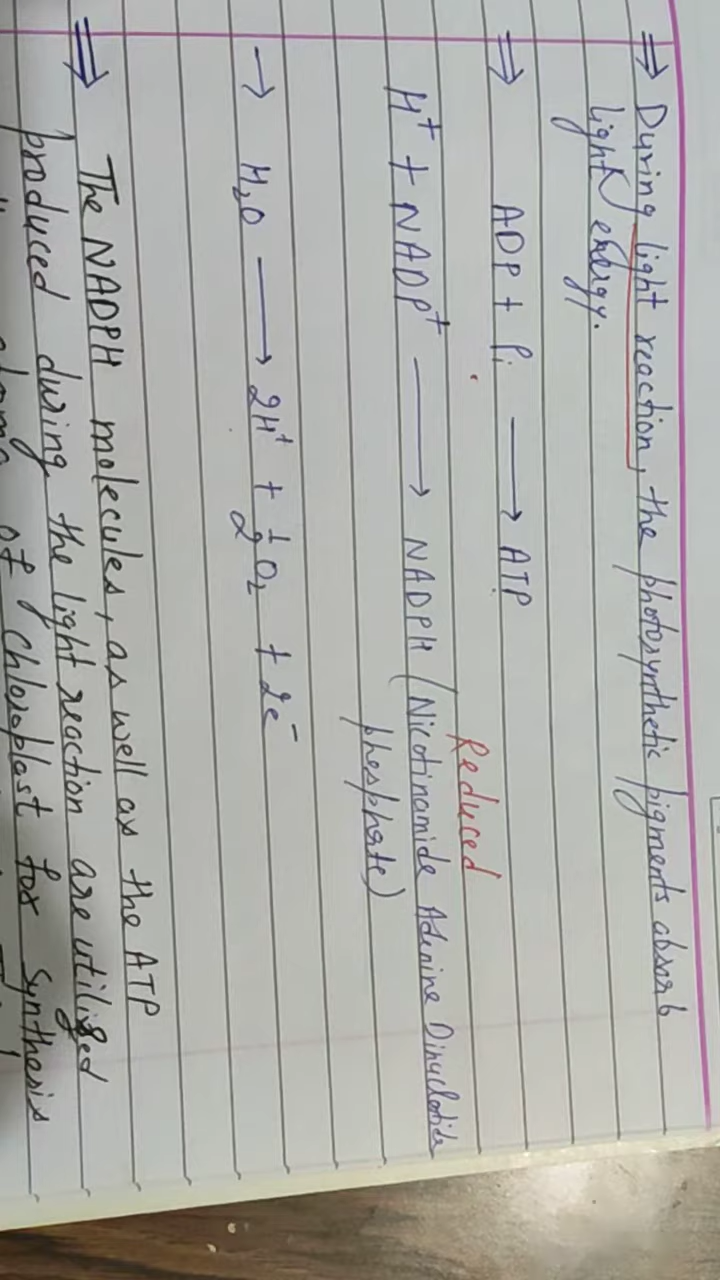 ⇒ During light reaction, the photosynthetic pigments absorb
light energy.
⇒ ADP + Pi ⟶ ATP
Reduced
H⁺ + NADP⁺ ⟶ NADPH (Nicotinamide Adenine Dinucleotide
phosphate)
→ H₂O ⟶ 2H⁺ + ½O₂ + 2e⁻
⇒ The NADPH molecules, as well as the ATP
produced during the light reaction are utilized
of chloroplast for synthesis